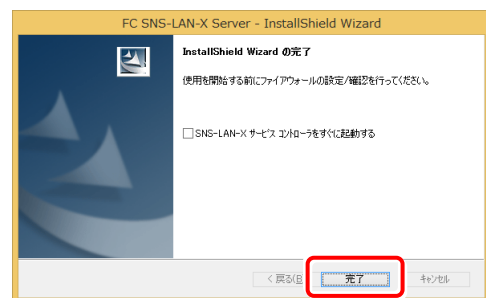 FC SNS-LAN-X Server - InstallShield Wizard
InstallShield Wizard の完了
使用を開始する前にファイアウォールの設定/確認を行ってください。
SNS-LAN-X サービス コントローラをすぐに起動する
< 戻る(B
完了
キャンセル